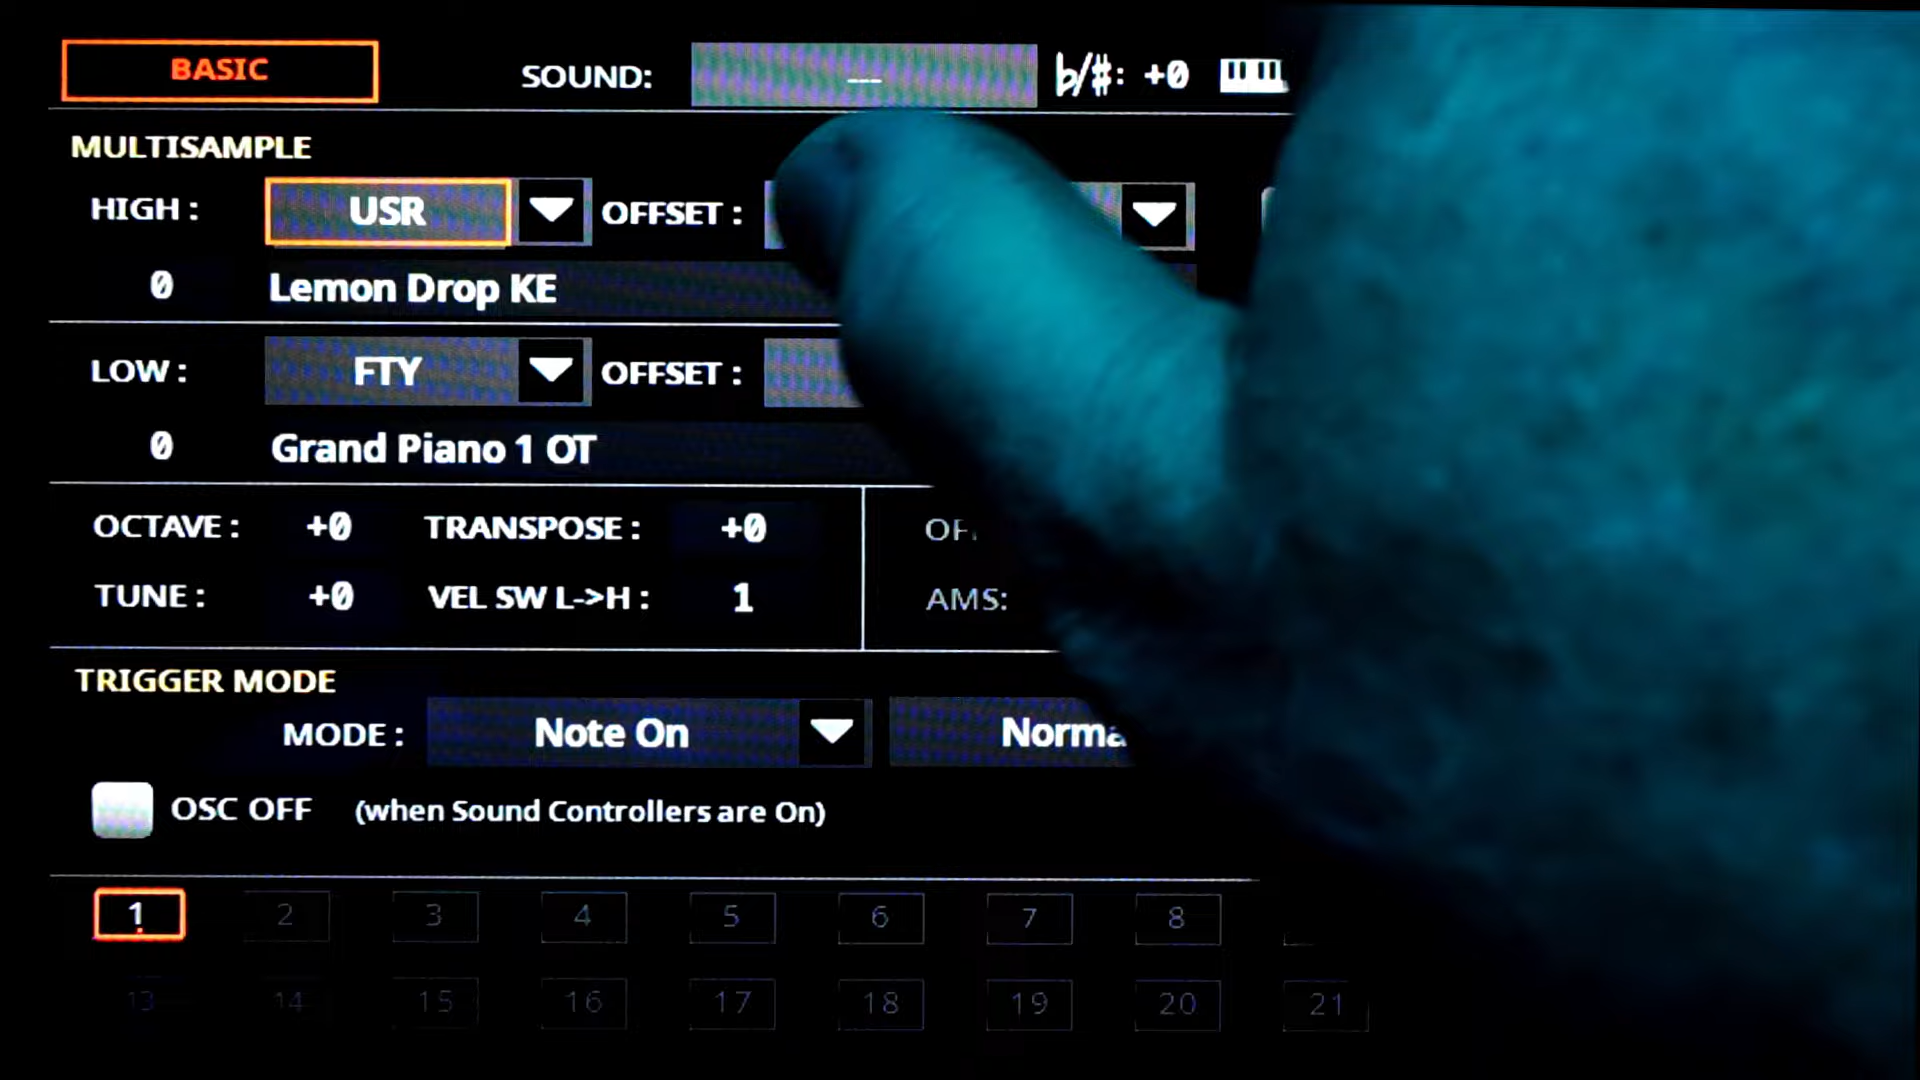 BASIC SOUND: --- b/#: +0
MULTISAMPLE
HIGH : USR OFFSET :
0 Lemon Drop KE
LOW : FTY OFFSET :
0 Grand Piano 1 OT
OCTAVE : +0 TRANSPOSE : +0
TUNE : +0 VEL SW L->H : 1 AMS:
TRIGGER MODE
MODE : Note On
OSC OFF (when Sound Controllers are On)
1 2 3 4 5 6 7 8
13 14 15 16 17 18 19 20 21